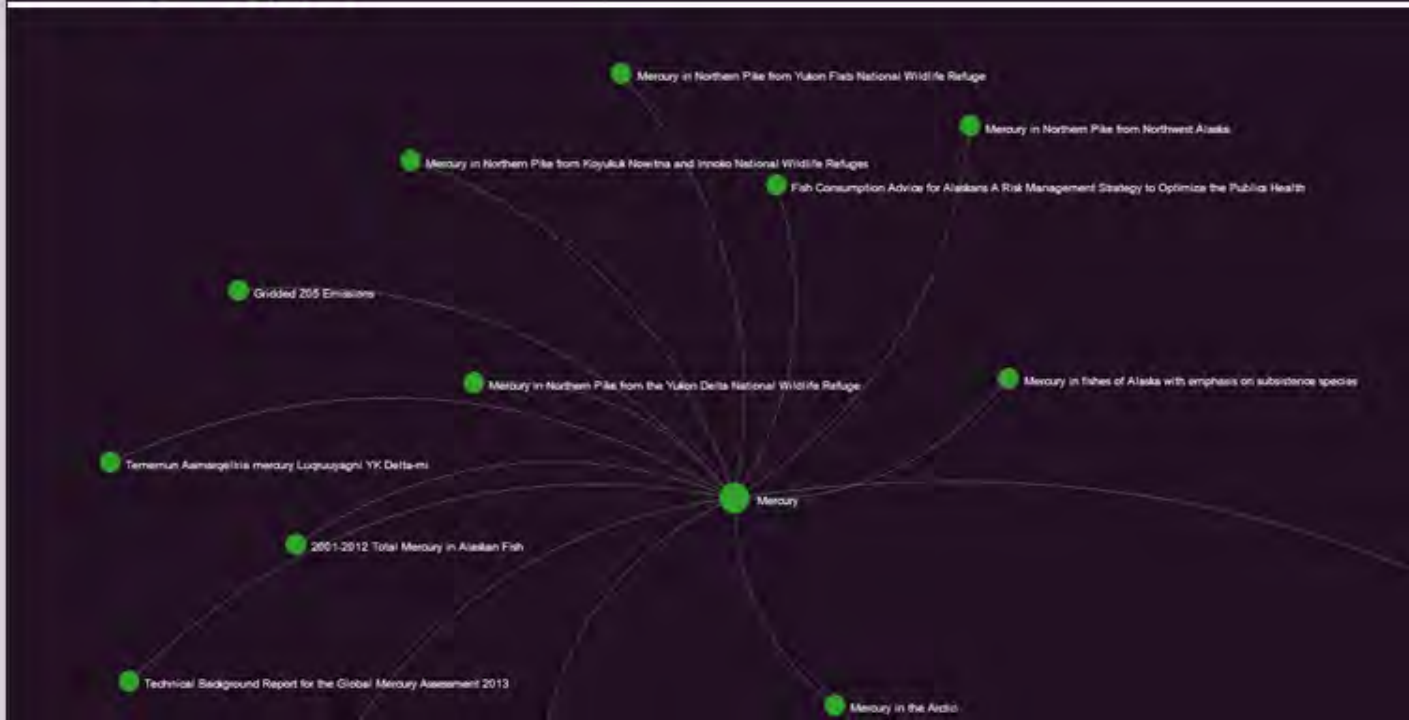 Mercury in Northern Pike from Yukon Flats National Wildlife Refuge
Mercury in Northern Pike from Northwest Alaska
Mercury in Northern Pike from Koyukuk Nowitna and Innoko National Wildlife Refuges
Fish Consumption Advice for Alaskans A Risk Management Strategy to Optimize the Publics Health
Gridded 205 Emissions
Mercury in fishes of Alaska with emphasis on subsistence species
Mercury in Northern Pike from the Yukon Delta National Wildlife Refuge
mercury YK Delta-mi
Mercury
2001-2012 Total Mercury in Alaskan Fish
Technical Background Report for the Global Mercury Assessment 2013
Mercury in the Arctic